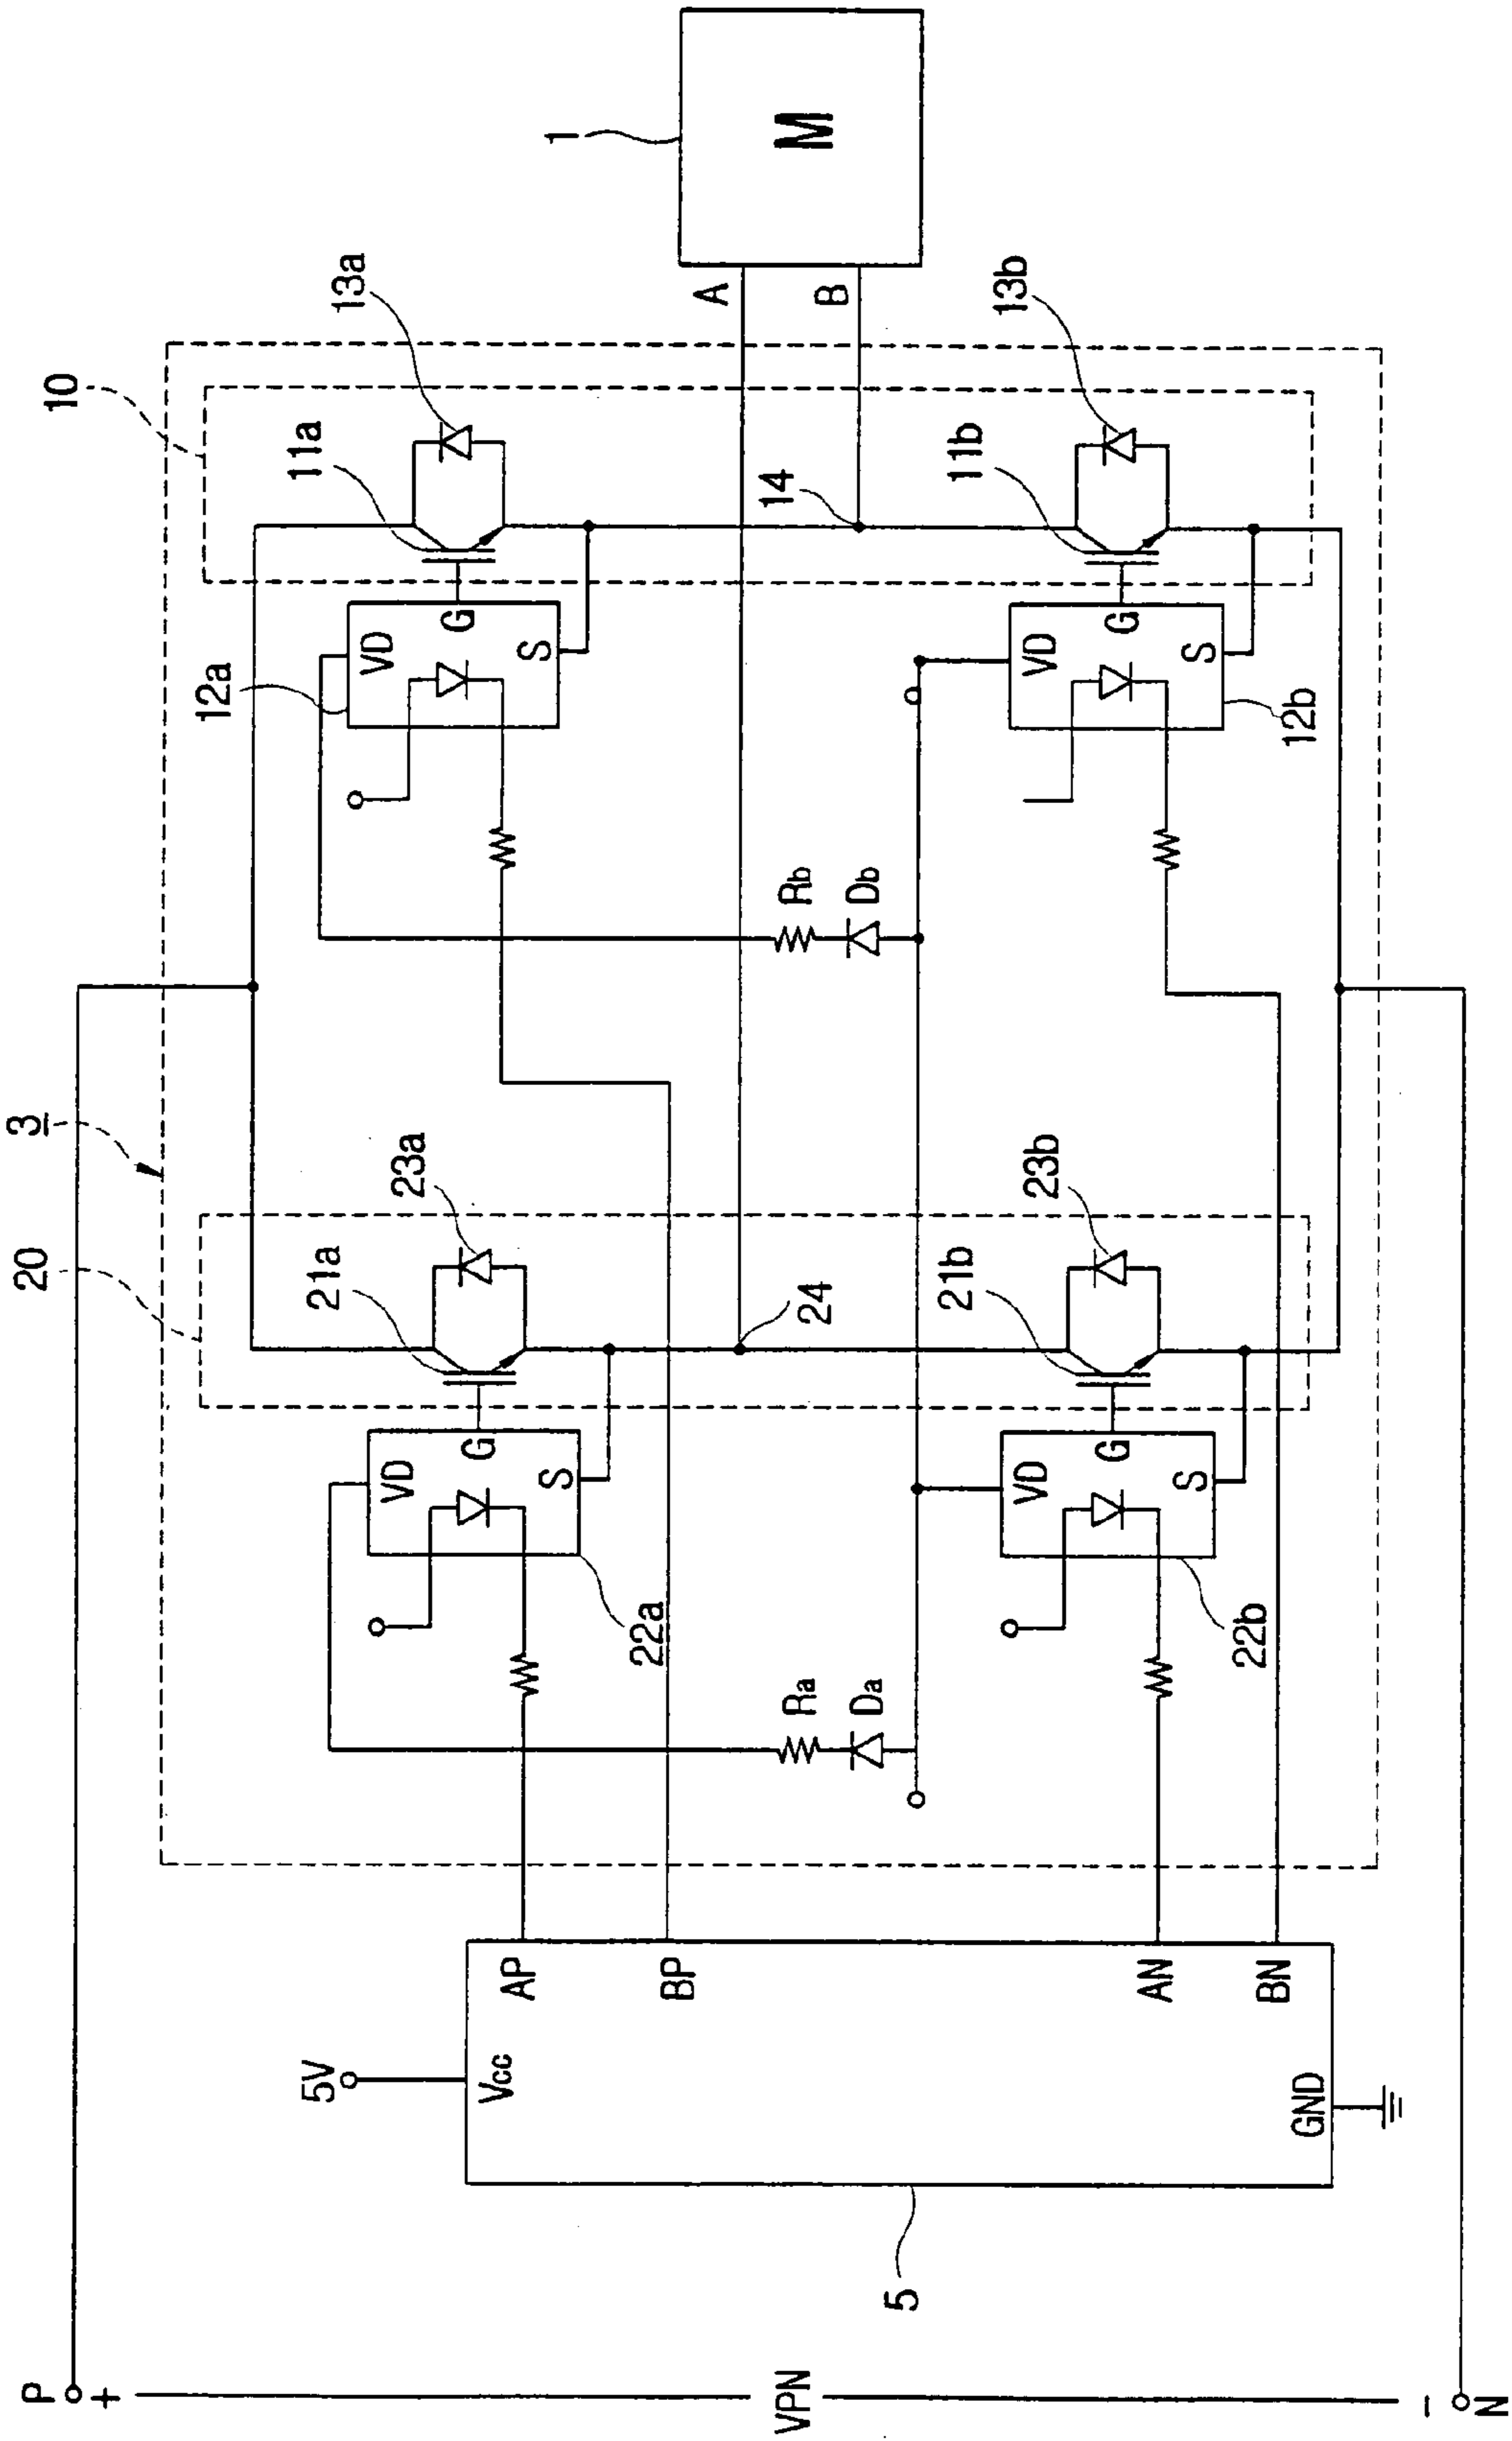 P
+
VPN
−
N
5
5V
Vcc
GND
AP
BP
AN
BN
3
20
21a
23a
VD
G
S
22a
Ra
Da
24
21b
23b
VD
G
S
22b
10
11a
13a
VD
G
S
12a
Rb
Db
14
11b
13b
VD
G
S
12b
A
B
1
M